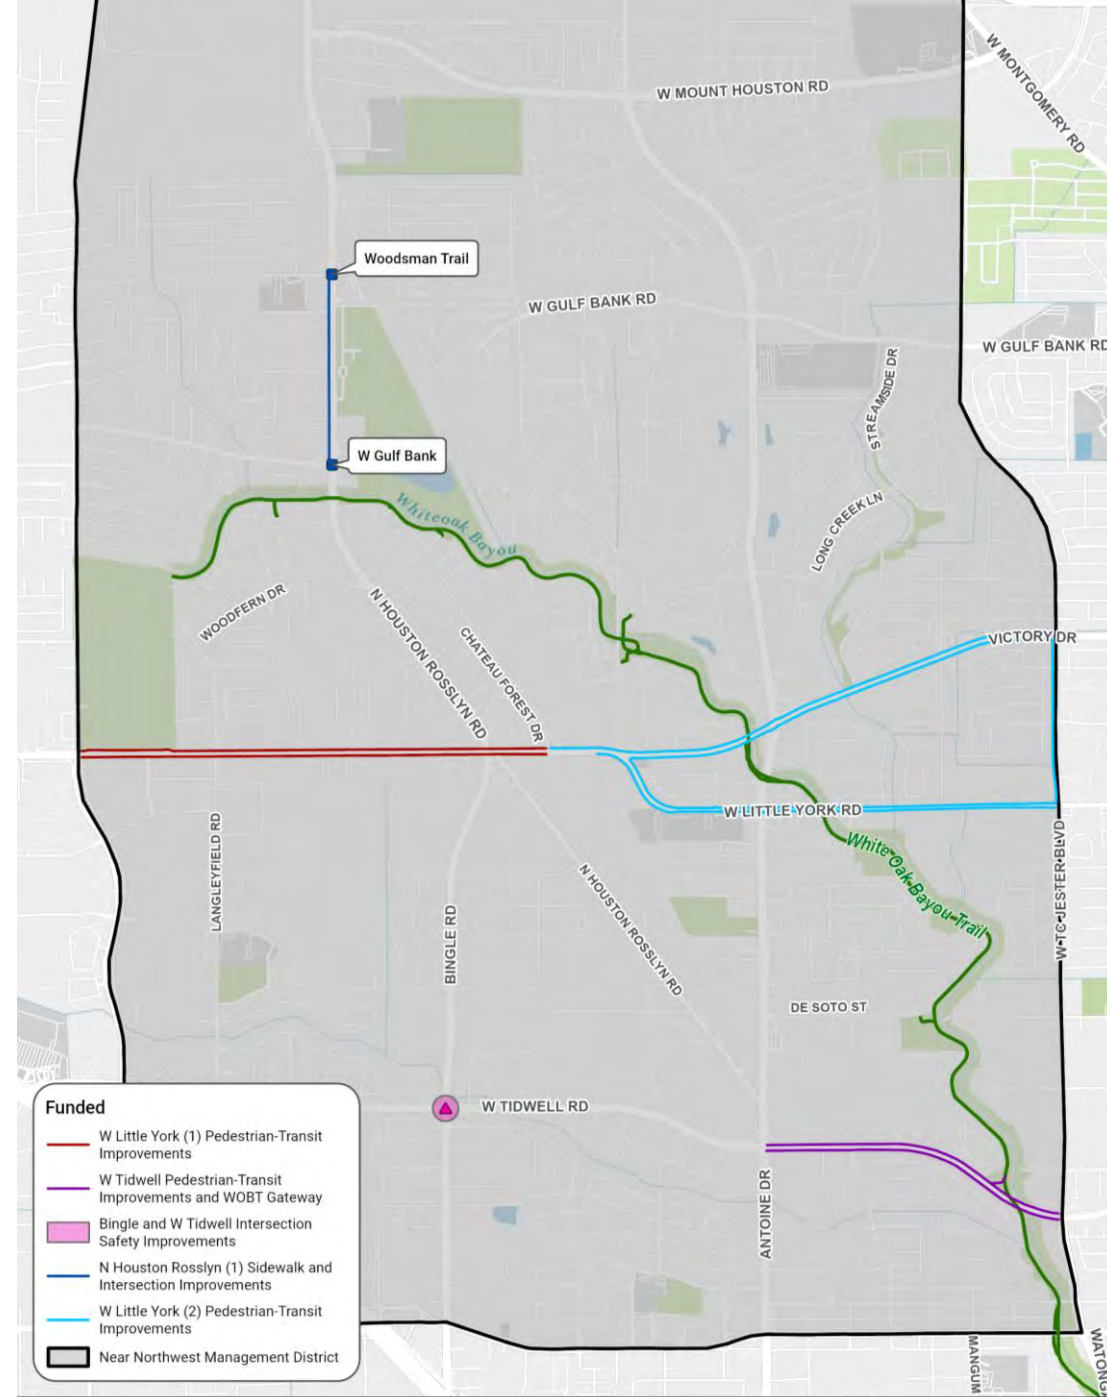 W MONTGOMERY RD
W MOUNT HOUSTON RD
Woodsman Trail
W GULF BANK RD
W GULF BANK RD
STREAMSIDE DR
W Gulf Bank
Whiteoak Bayou
LONG CREEK LN
WOODFERN DR
N HOUSTON ROSSLYN RD
CHATEAU FOREST DR
VICTORY DR
W LITTLE YORK RD
LANGLEYFIELD RD
White Oak Bayou Trail
W TC JESTER BLVD
N HOUSTON ROSSLYN RD
BINGLE RD
DE SOTO ST
W TIDWELL RD
ANTOINE DR
MANGUM
WATONG
Funded
W Little York (1) Pedestrian-Transit
Improvements
W Tidwell Pedestrian-Transit
Improvements and WOBT Gateway
Bingle and W Tidwell Intersection
Safety Improvements
N Houston Rosslyn (1) Sidewalk and
Intersection Improvements
W Little York (2) Pedestrian-Transit
Improvements
Near Northwest Management District